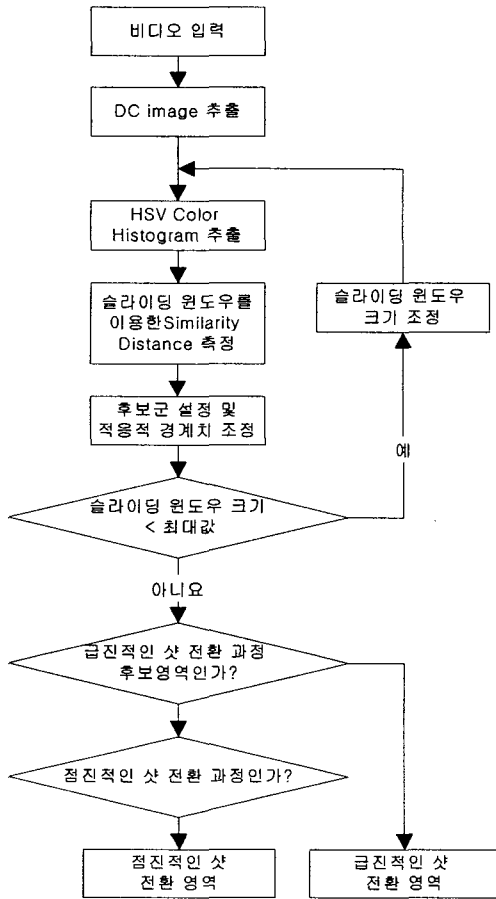 비디오 입력
DC image 추출
HSV Color
Histogram 추출
슬라이딩 윈도우를
이용한Similarity
Distance 측정
슬라이딩 윈도우
크기 조정
후보군 설정 및
적응적 경계치 조정
예
슬라이딩 윈도우 크기
< 최대값
아니요
급진적인 샷 전환 과정
후보영역인가?
점진적인 샷 전환 과정인가?
점진적인 샷
전환 영역
급진적인 샷
전환 영역